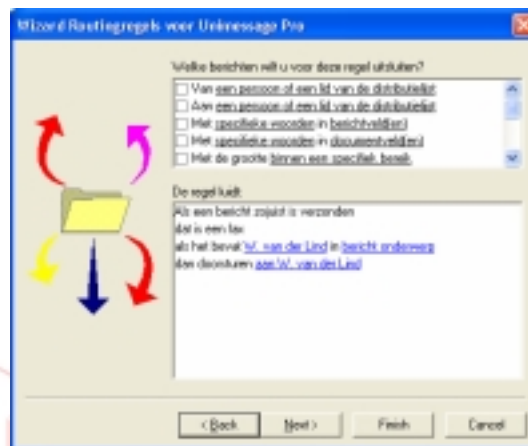 Wizard Routingregels voor Unimessage Pro
Welke berichten wilt u voor deze regel uitsluiten?
Van een persoon of een lid van de distributielijst
Aan een persoon of een lid van de distributielijst
Met specifieke woorden in berichtveld(en)
Met specifieke woorden in documentveld(en)
Met de grootte binnen een specifiek bereik
De regel luidt:
Als een bericht zojuist is verzonden
dat is een fax
als het bevat W. van der Lind in bericht onderwerp
dan doorsturen aan W. van der Lind
< Back
Next >
Finish
Cancel